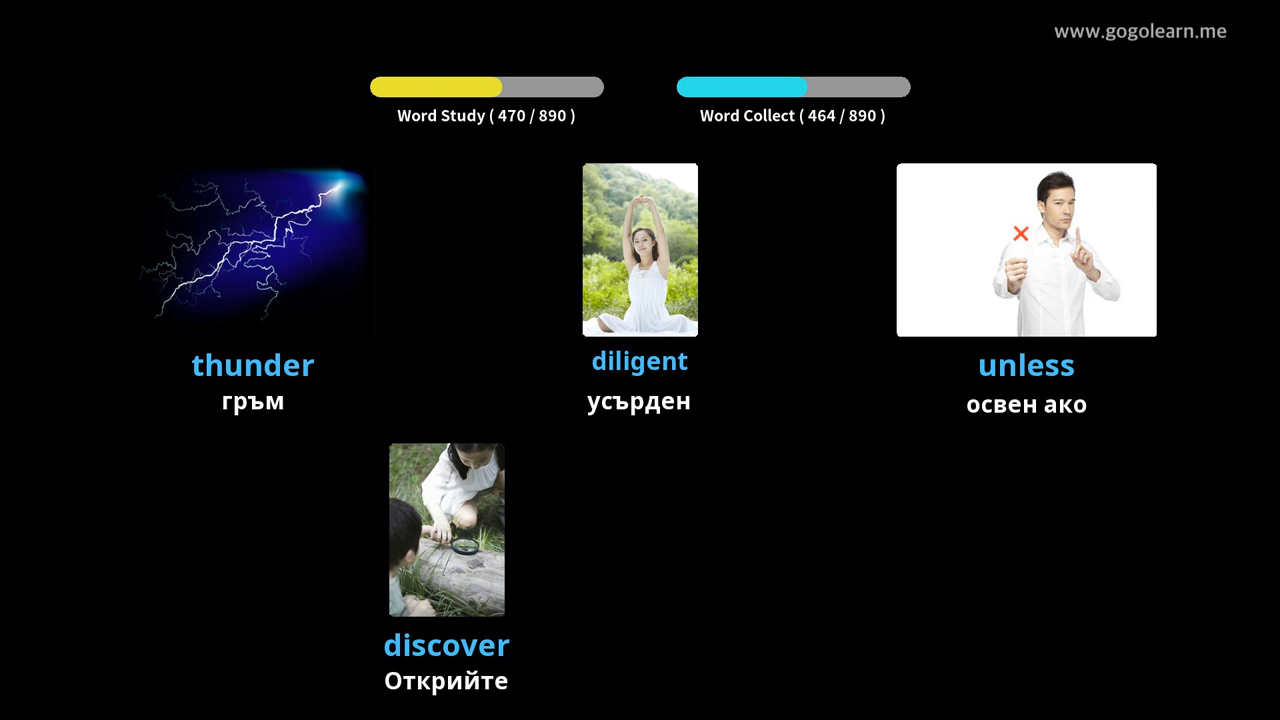 www.gogolearn.me
Word Study ( 470 / 890 )
Word Collect ( 464 / 890 )
thunder
гръм
diligent
усърден
unless
освен ако
discover
Открийте